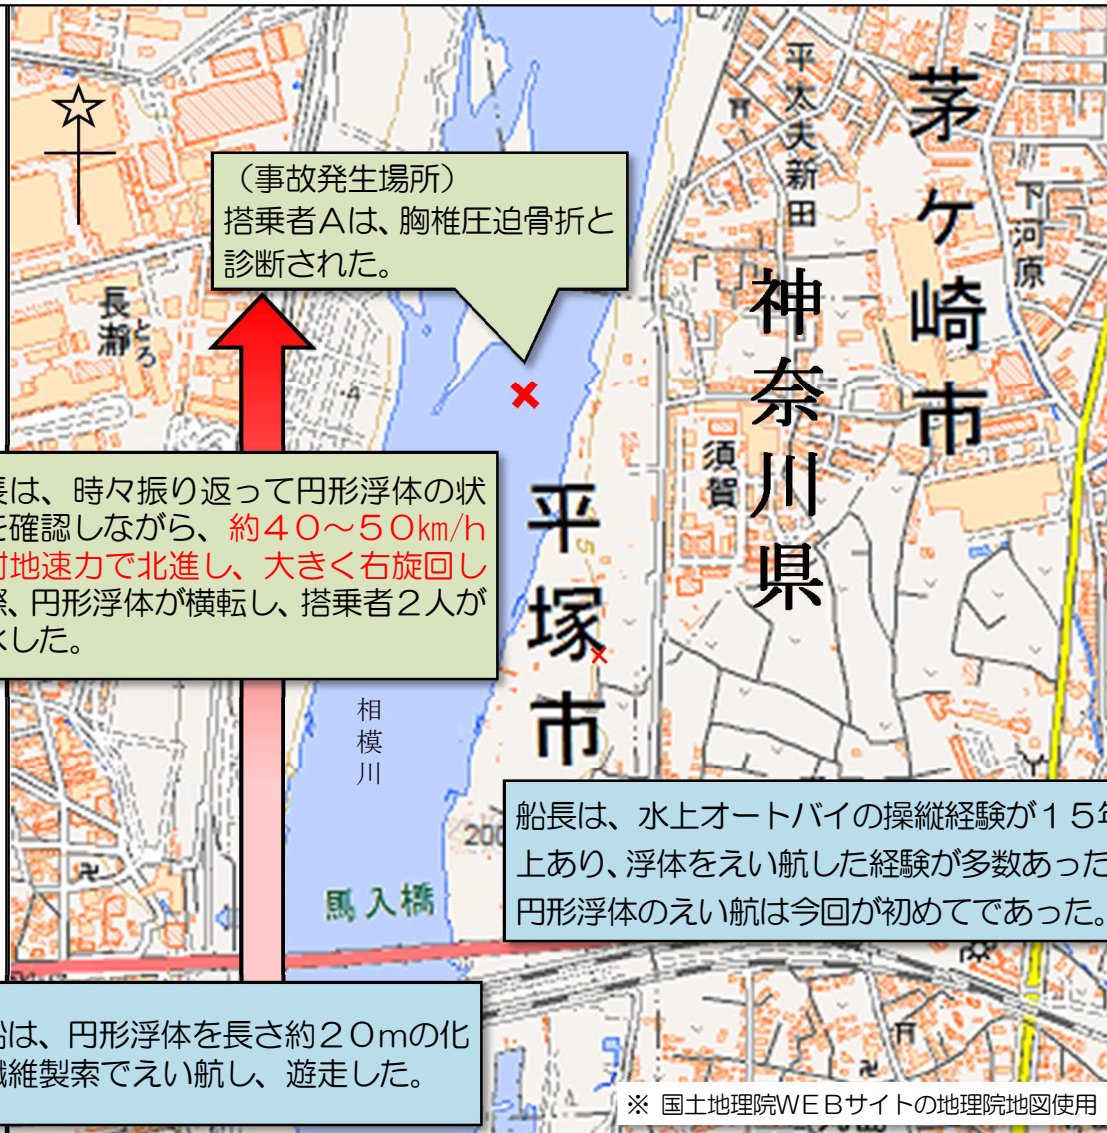 （事故発生場所）
搭乗者Aは、胸椎圧迫骨折と
診断された。
長は、時々振り返って円形浮体の状
を確認しながら、約４０～５０km/h
対地速力で北進し、大きく右旋回し
際、円形浮体が横転し、搭乗者２人が
水した。
船長は、水上オートバイの操縦経験が１５年
上あり、浮体をえい航した経験が多数あった
円形浮体のえい航は今回が初めてであった。
船は、円形浮体を長さ約２０ｍの化
繊維製索でえい航し、遊走した。
神奈川県
茅ケ崎市
平塚市
平太夫新田
下河原
須賀
長瀞
とろ
相模川
馬入橋
200
5
4
※ 国土地理院ＷＥＢサイトの地理院地図使用